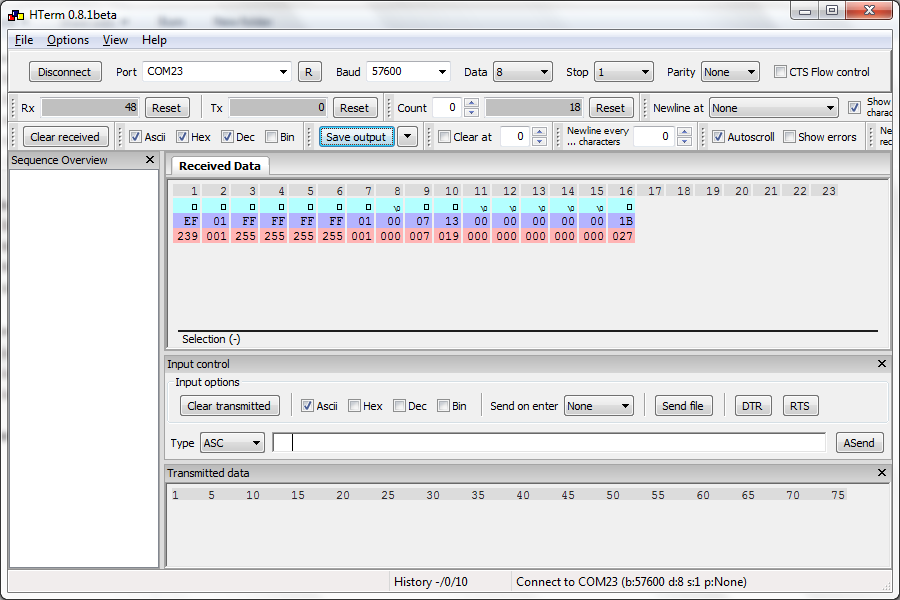 HTerm 0.8.1beta
File Options View Help
Disconnect Port COM23 R Baud 57600 Data 8 Stop 1 Parity None CTS Flow control
Rx 48 Reset Tx 0 Reset Count 0 18 Reset Newline at None Show
Clear received Ascii Hex Dec Bin Save output Clear at 0 Newline every ... characters 0 Autoscroll Show errors
Sequence Overview
Received Data
1 2 3 4 5 6 7 8 9 10 11 12 13 14 15 16 17 18 19 20 21 22 23
\0 \0 \0 \0 \0 \0
EF 01 FF FF FF FF 01 00 07 13 00 00 00 00 00 1B
239 001 255 255 255 255 001 000 007 019 000 000 000 000 000 027
Selection (-)
Input control
Input options
Clear transmitted Ascii Hex Dec Bin Send on enter None Send file DTR RTS
Type ASC ASend
Transmitted data
1 5 10 15 20 25 30 35 40 45 50 55 60 65 70 75
History -/0/10 Connect to COM23 (b:57600 d:8 s:1 p:None)